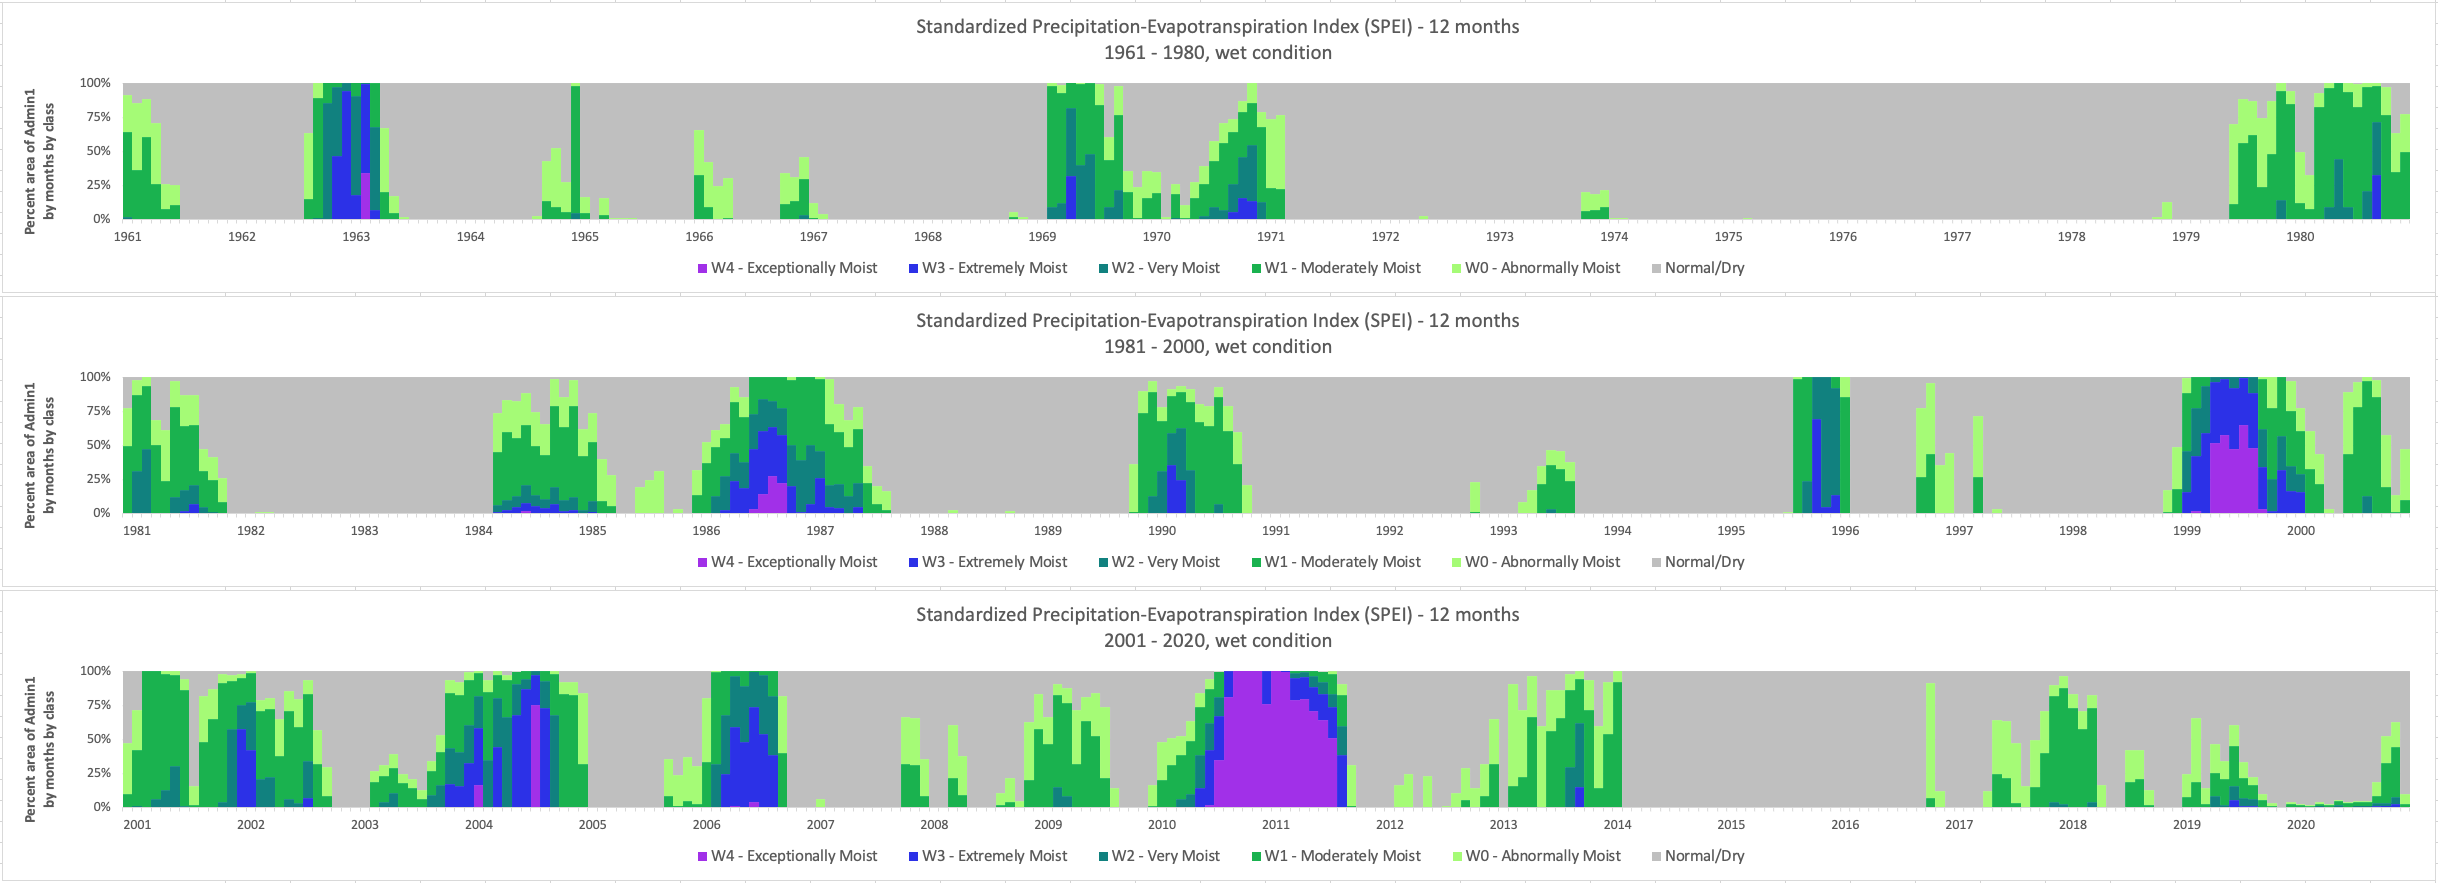 Standardized Precipitation-Evapotranspiration Index (SPEI) - 12 months
1961 - 1980, wet condition
Percent area of Admin1
by months by class
100%
75%
50%
25%
0%
1961 1962 1963 1964 1965 1966 1967 1968 1969 1970 1971 1972 1973 1974 1975 1976 1977 1978 1979 1980
W4 - Exceptionally Moist W3 - Extremely Moist W2 - Very Moist W1 - Moderately Moist W0 - Abnormally Moist Normal/Dry
Standardized Precipitation-Evapotranspiration Index (SPEI) - 12 months
1981 - 2000, wet condition
Percent area of Admin1
by months by class
100%
75%
50%
25%
0%
1981 1982 1983 1984 1985 1986 1987 1988 1989 1990 1991 1992 1993 1994 1995 1996 1997 1998 1999 2000
W4 - Exceptionally Moist W3 - Extremely Moist W2 - Very Moist W1 - Moderately Moist W0 - Abnormally Moist Normal/Dry
Standardized Precipitation-Evapotranspiration Index (SPEI) - 12 months
2001 - 2020, wet condition
Percent area of Admin1
by months by class
100%
75%
50%
25%
0%
2001 2002 2003 2004 2005 2006 2007 2008 2009 2010 2011 2012 2013 2014 2015 2016 2017 2018 2019 2020
W4 - Exceptionally Moist W3 - Extremely Moist W2 - Very Moist W1 - Moderately Moist W0 - Abnormally Moist Normal/Dry